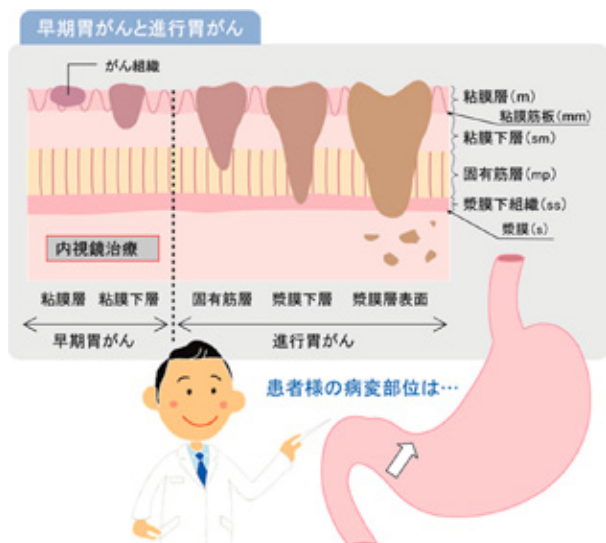 早期胃がんと進行胃がん
がん組織
粘膜層(m)
粘膜筋板(mm)
粘膜下層(sm)
固有筋層(mp)
漿膜下組織(ss)
漿膜(s)
内視鏡治療
粘膜層 粘膜下層 固有筋層 漿膜下層 漿膜層表面
早期胃がん 進行胃がん
患者様の病変部位は…